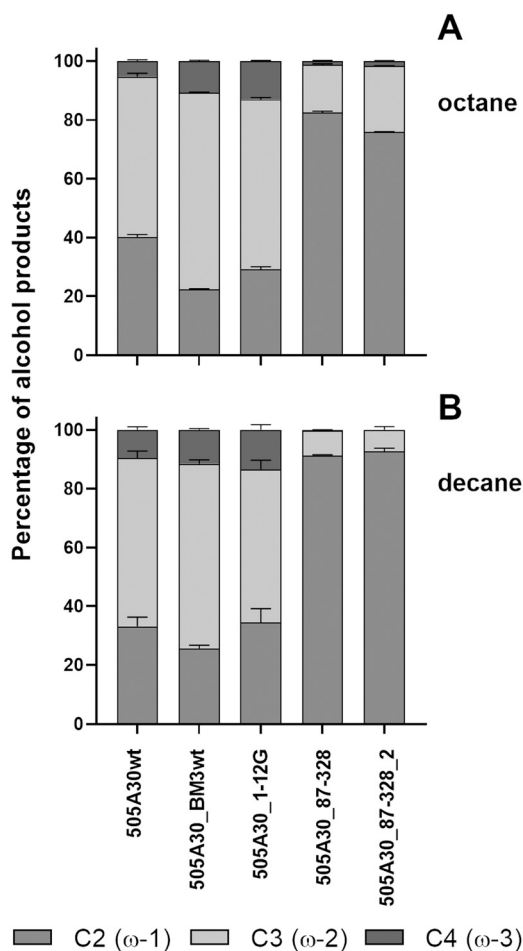 A
octane
100
80
60
40
20
0
B
decane
100
80
60
40
20
0
Percentage of alcohol products
505A30wt
505A30_BM3wt
505A30_1-12G
505A30_87-328
505A30_87-328_2
C2 (ω-1) C3 (ω-2) C4 (ω-3)